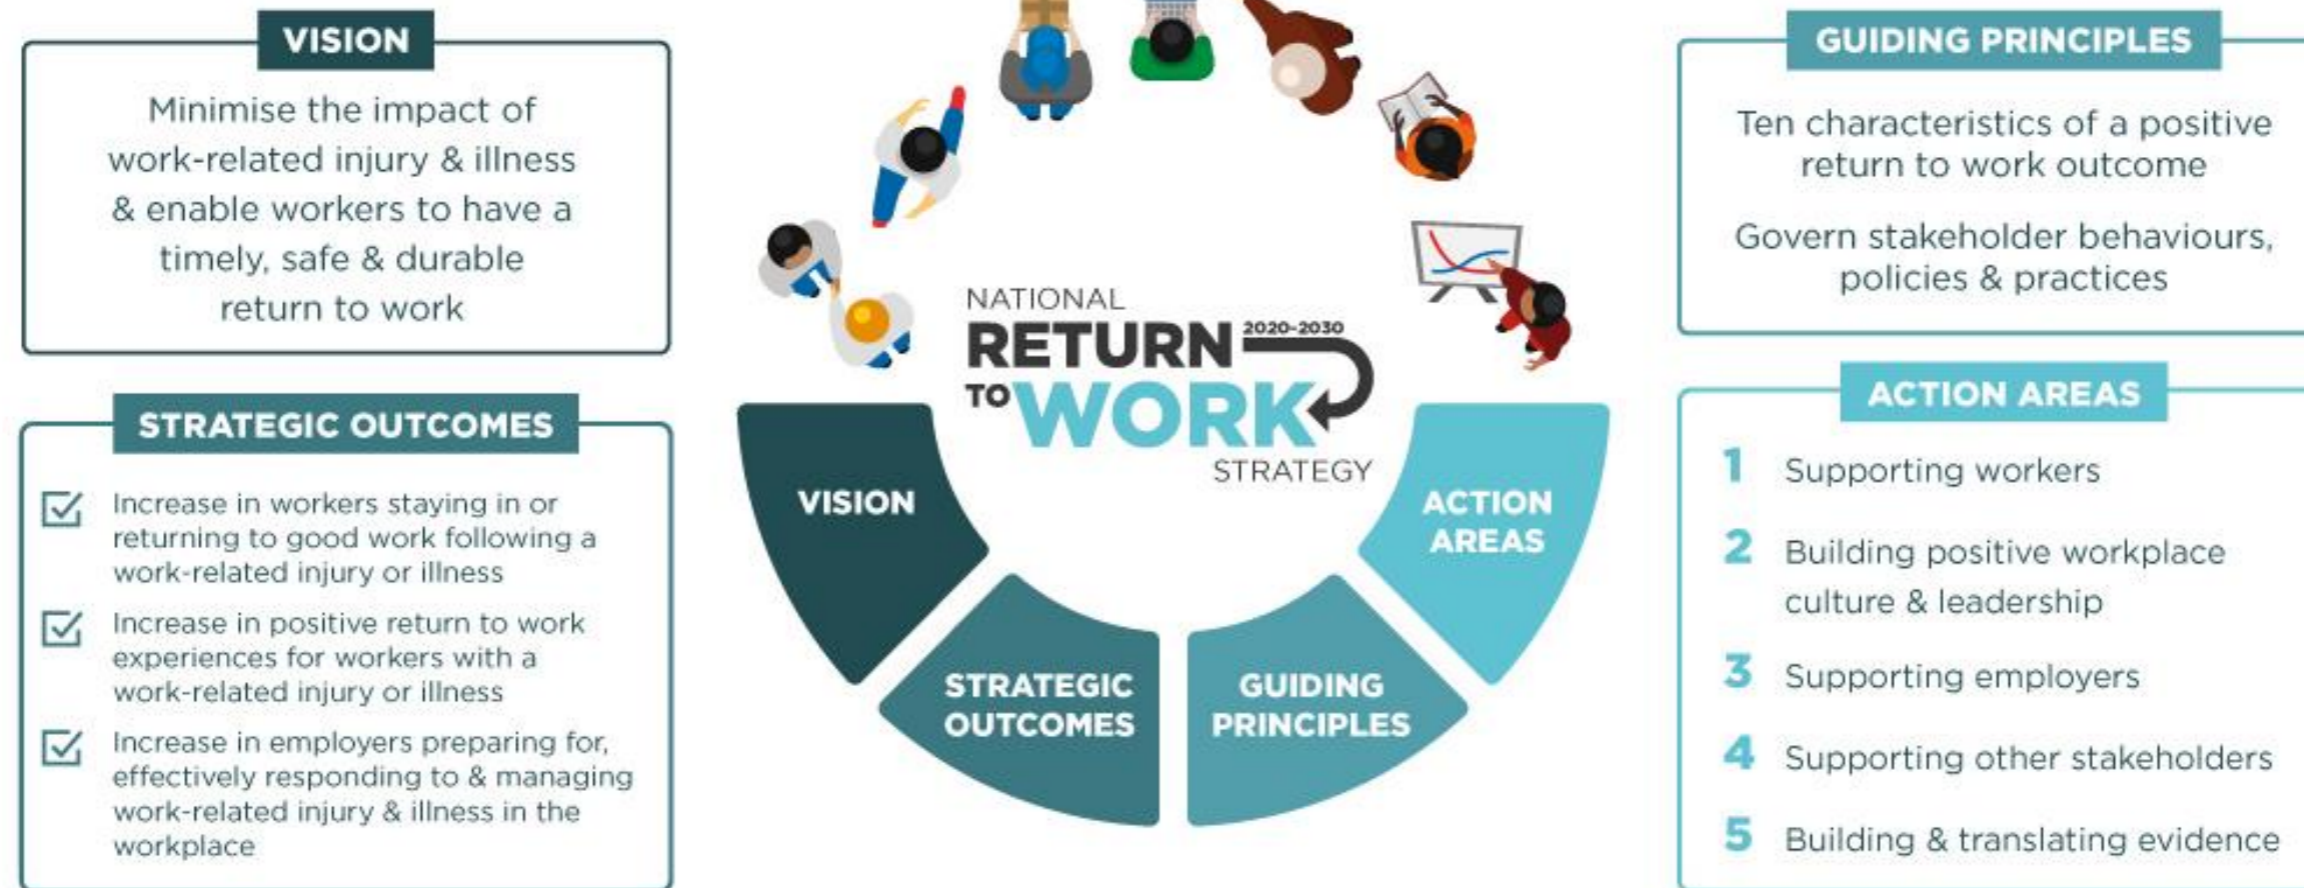 VISION
Minimise the impact of
work-related injury & illness
& enable workers to have a
timely, safe & durable
return to work
STRATEGIC OUTCOMES
Increase in workers staying in or
returning to good work following a
work-related injury or illness
Increase in positive return to work
experiences for workers with a
work-related injury or illness
Increase in employers preparing for,
effectively responding to & managing
work-related injury & illness in the
workplace
NATIONAL
RETURN 2020-2030
TO WORK
STRATEGY
VISION
STRATEGIC
OUTCOMES
GUIDING
PRINCIPLES
ACTION
AREAS
GUIDING PRINCIPLES
Ten characteristics of a positive
return to work outcome
Govern stakeholder behaviours,
policies & practices
ACTION AREAS
1 Supporting workers
2 Building positive workplace
culture & leadership
3 Supporting employers
4 Supporting other stakeholders
5 Building & translating evidence